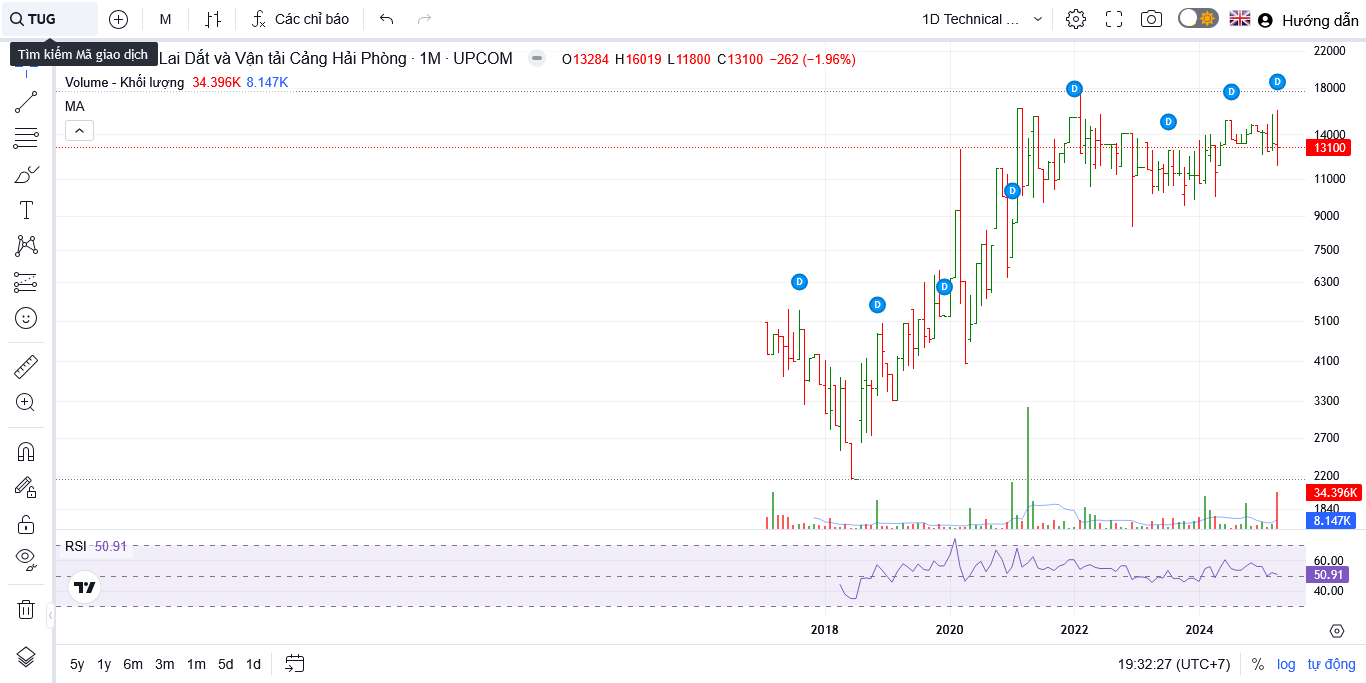 TUG
M
Các chỉ báo
1D Technical ...
Hướng dẫn
Tìm kiếm Mã giao dịch
Lai Dắt và Vận tải Cảng Hải Phòng · 1M · UPCOM
O13284 H16019 L11800 C13100 −262 (−1.96%)
Volume - Khối lượng 34.396K 8.147K
MA
22000
18000
14000
13100
11000
9000
7500
6300
5100
4100
3300
2700
2200
34.396K
1840
8.147K
D
D
D
D
D
D
D
D
RSI 50.91
60.00
50.91
40.00
2018
2020
2022
2024
5y 1y 6m 3m 1m 5d 1d
19:32:27 (UTC+7)
%
log
tự động